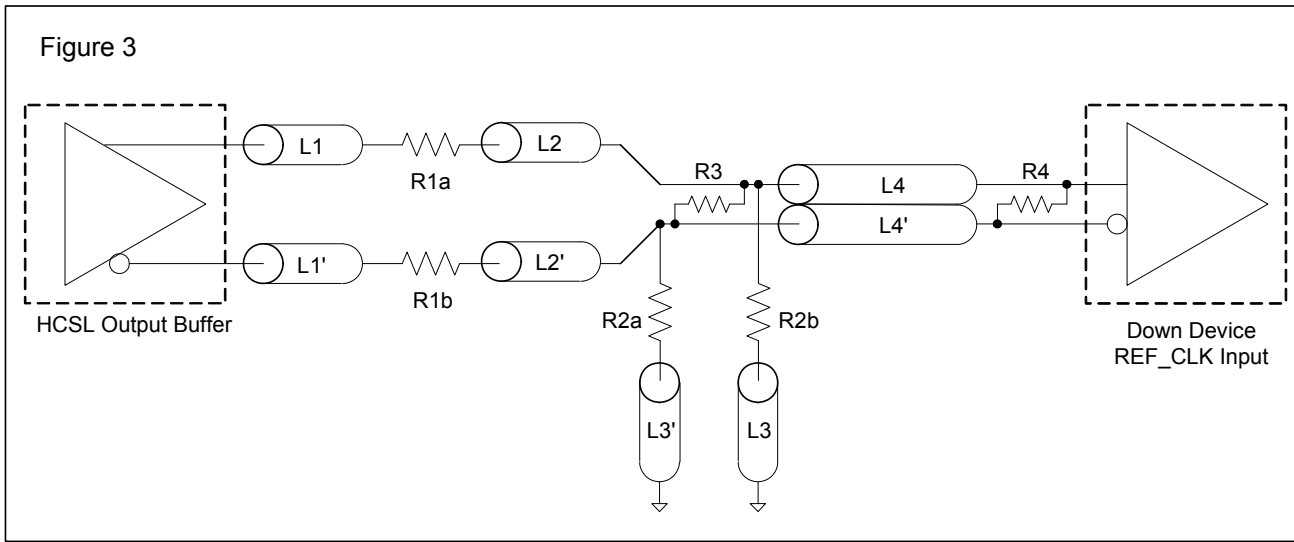 Figure 3
L1
R1a
L2
R3
L4
R4
L4'
L1'
R1b
L2'
HCSL Output Buffer
R2a
R2b
Down Device
REF_CLK Input
L3'
L3